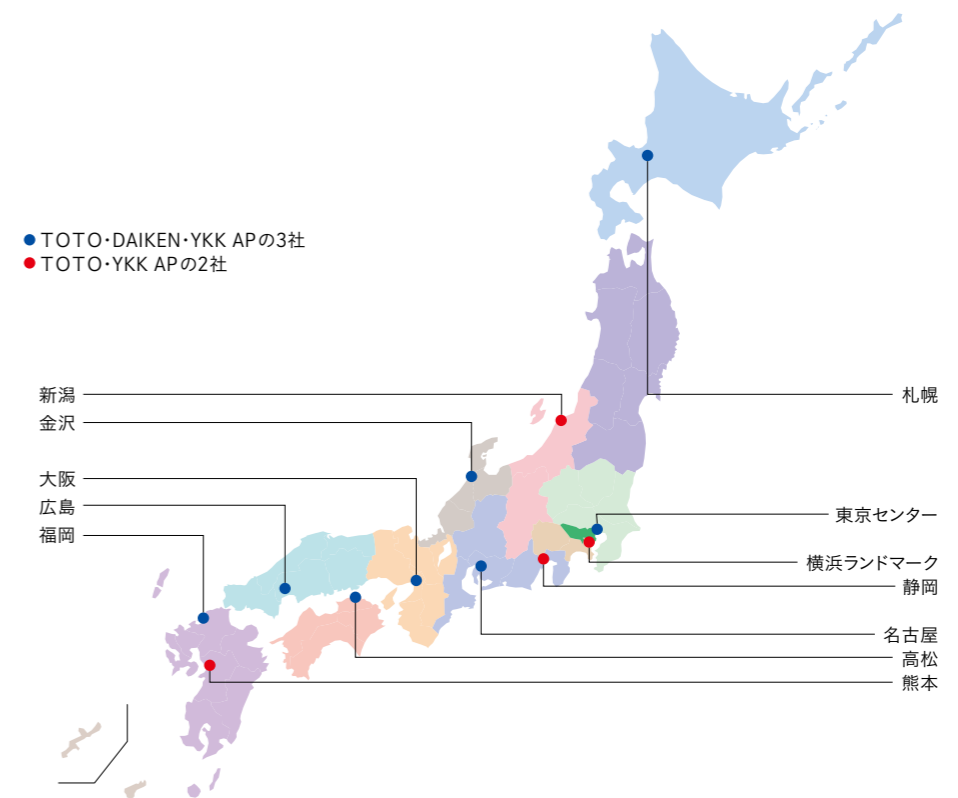 TOTO・DAIKEN・YKK APの3社
TOTO・YKK APの2社
新潟
金沢
大阪
広島
福岡
札幌
東京センター
横浜ランドマーク
静岡
名古屋
高松
熊本